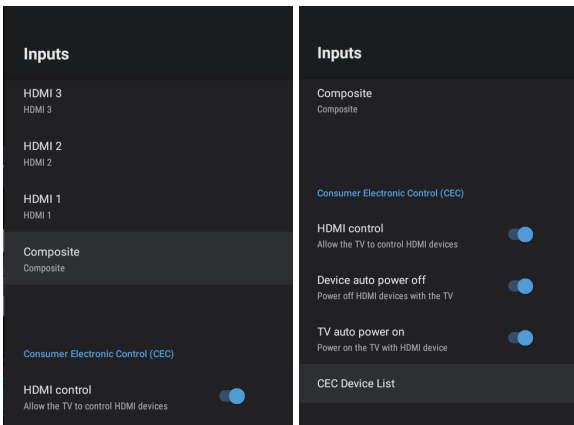 Inputs
HDMI 3
HDMI 3
HDMI 2
HDMI 2
HDMI 1
HDMI 1
Composite
Composite
Consumer Electronic Control (CEC)
HDMI control
Allow the TV to control HDMI devices
Inputs
Composite
Composite
Consumer Electronic Control (CEC)
HDMI control
Allow the TV to control HDMI devices
Device auto power off
Power off HDMI devices with the TV
TV auto power on
Power on the TV with HDMI device
CEC Device List